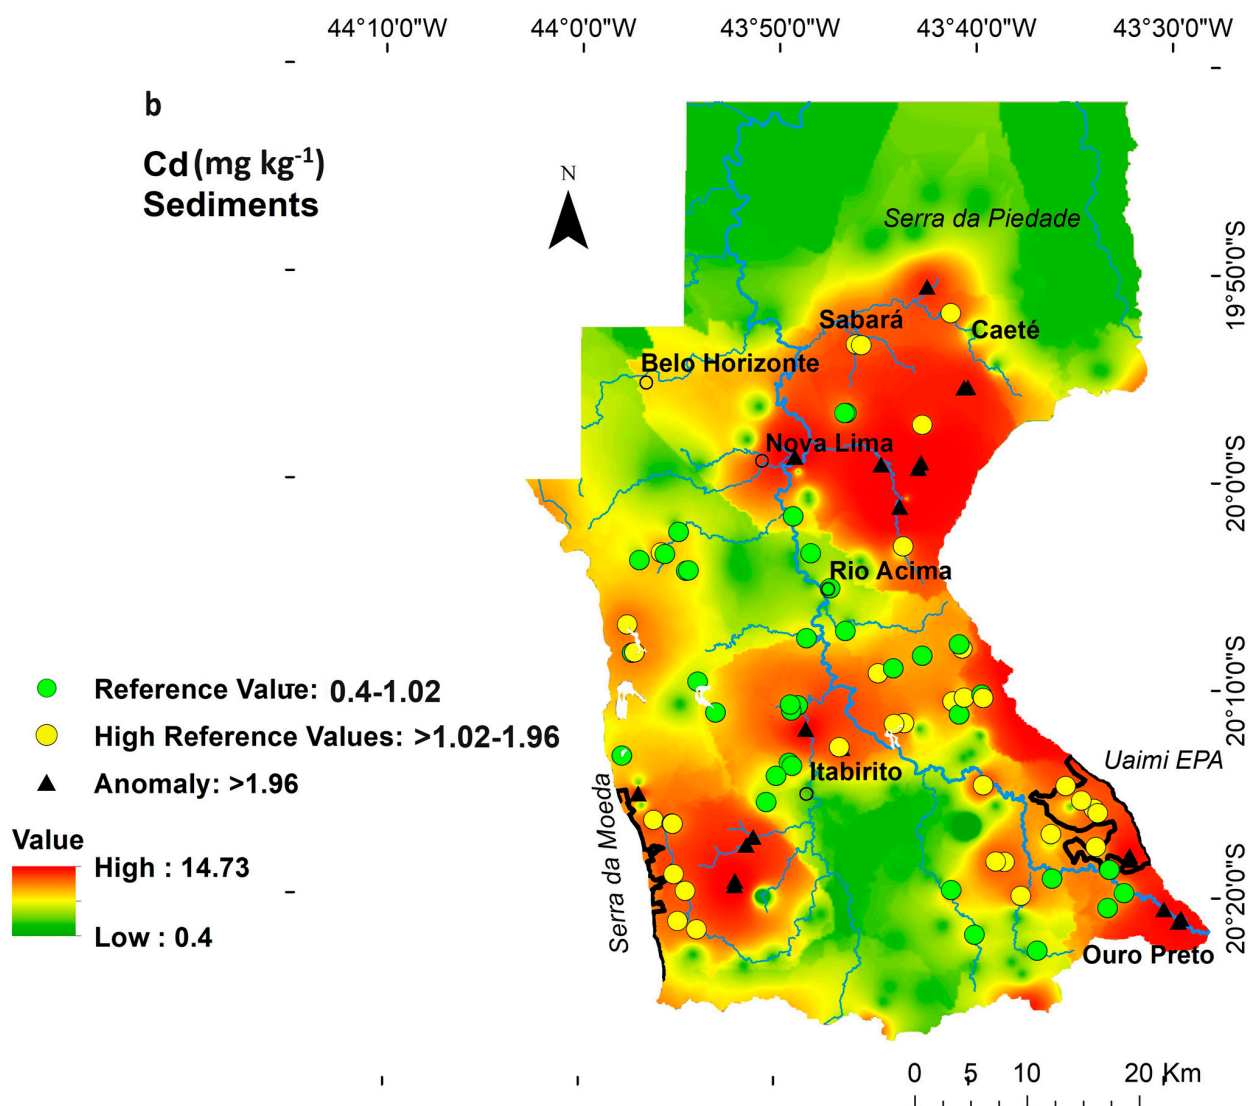 44°10'0"W 44°0'0"W 43°50'0"W 43°40'0"W 43°30'0"W
b
Cd (mg kg⁻¹)
Sediments
N
Serra da Piedade
19°50'0"S
Sabará
Caeté
Belo Horizonte
Nova Lima
20°0'0"S
Rio Acima
20°10'0"S
Reference Value: 0.4-1.02
High Reference Values: >1.02-1.96
Anomaly: >1.96
Uaimi EPA
Itabirito
Serra da Moeda
Value
High : 14.73
Low : 0.4
20°20'0"S
Ouro Preto
0 5 10 20 Km